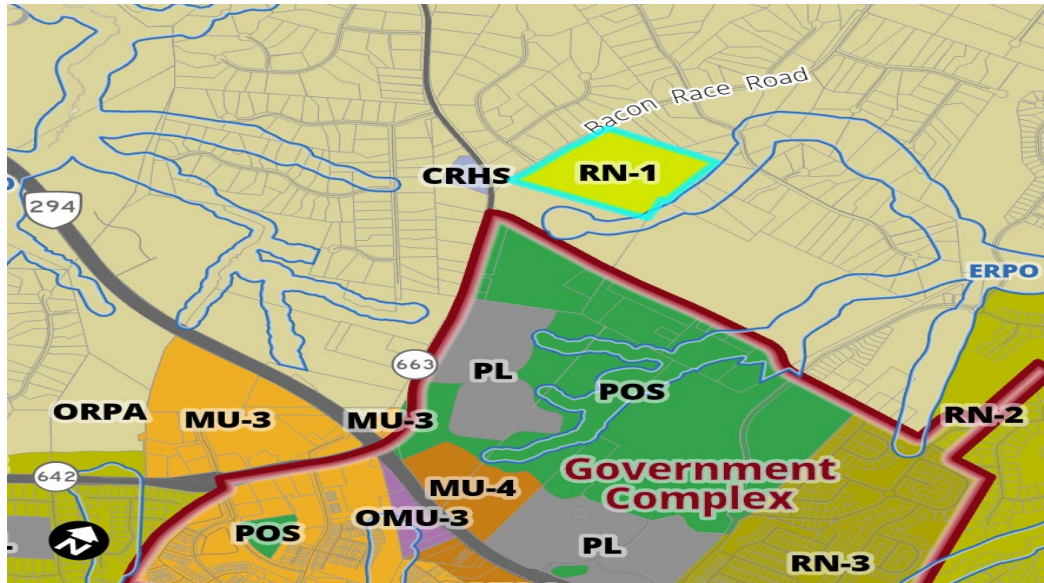 Bacon Race Road
CRHS
RN-1
294
ERPO
663
PL
POS
ORPA
MU-3
MU-3
RN-2
Government
Complex
642
MU-4
OMU-3
POS
PL
RN-3
N